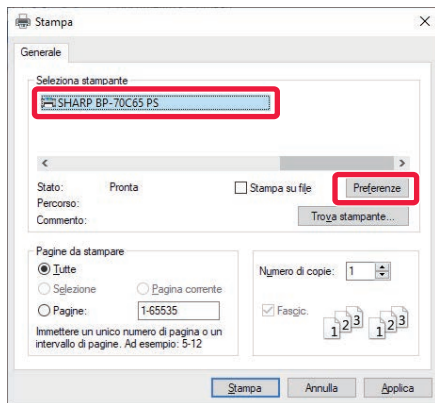 Stampa
Generale
Seleziona stampante
SHARP BP-70C65 PS
Stato: Pronta
Stampa su file
Preferenze
Percorso:
Commento:
Trova stampante...
Pagine da stampare
Tutte
Selezione
Pagina corrente
Pagine: 1-65535
Immettere un unico numero di pagina o un
intervallo di pagine. Ad esempio: 5-12
Numero di copie: 1
Fascic.
1 2 3 1 2 3
Stampa Annulla Applica